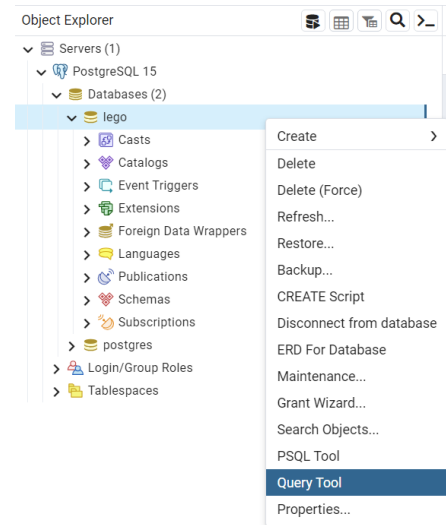 Object Explorer
Servers (1)
PostgreSQL 15
Databases (2)
lego
Casts
Catalogs
Event Triggers
Extensions
Foreign Data Wrappers
Languages
Publications
Schemas
Subscriptions
postgres
Login/Group Roles
Tablespaces
Create
Delete
Delete (Force)
Refresh...
Restore...
Backup...
CREATE Script
Disconnect from database
ERD For Database
Maintenance...
Grant Wizard...
Search Objects...
PSQL Tool
Query Tool
Properties...